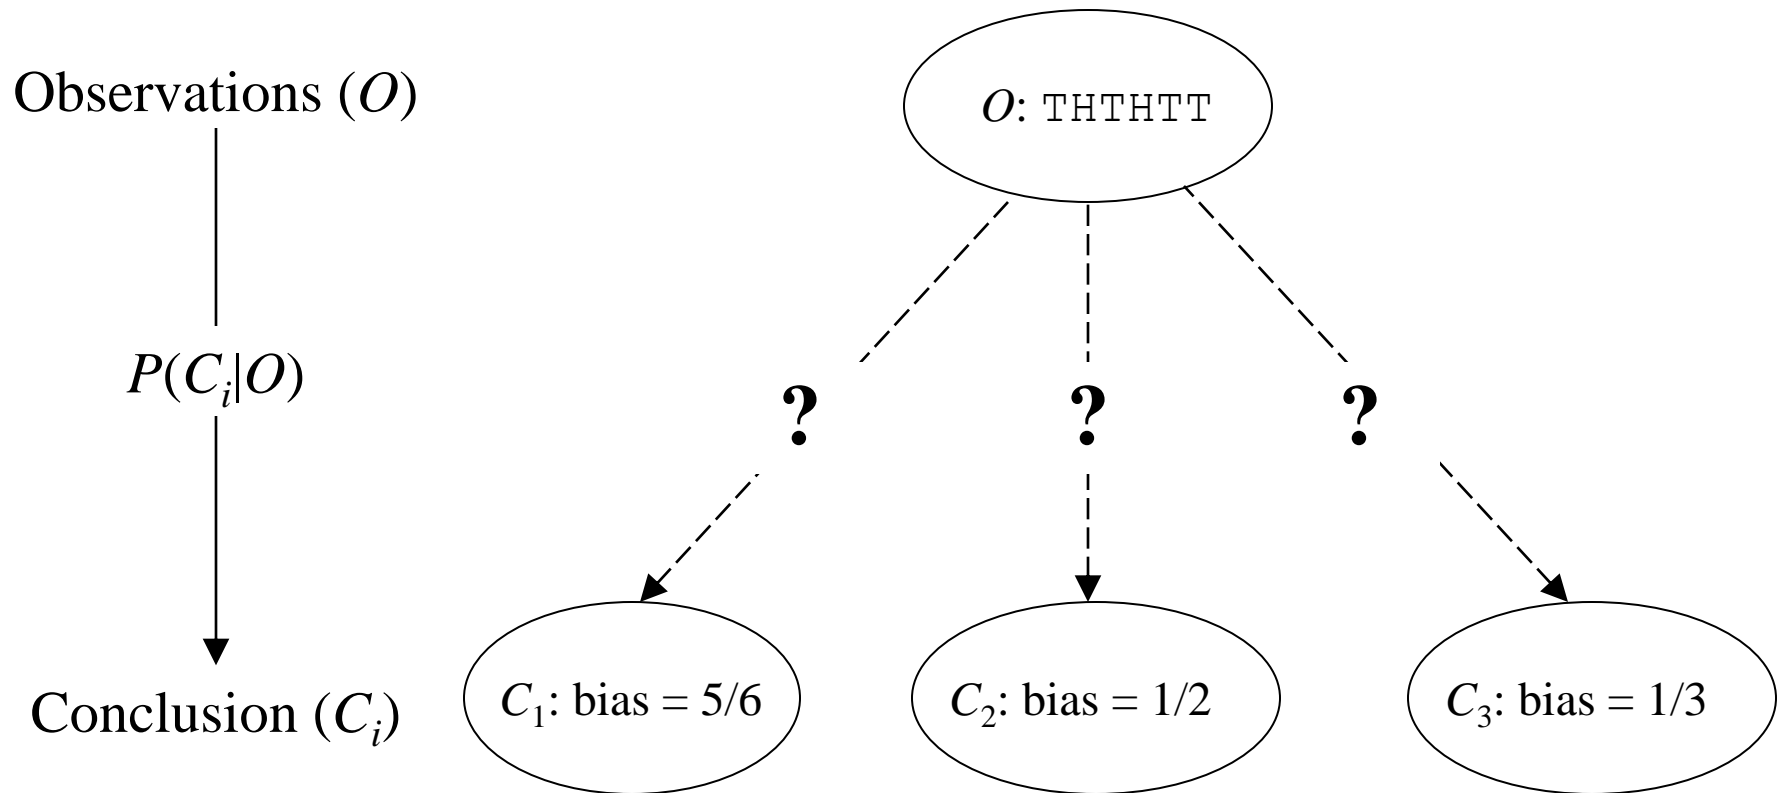 Observations (O)
O: THTHTT
P(Cᵢ|O)
? ? ?
Conclusion (Cᵢ)
C₁: bias = 5/6
C₂: bias = 1/2
C₃: bias = 1/3